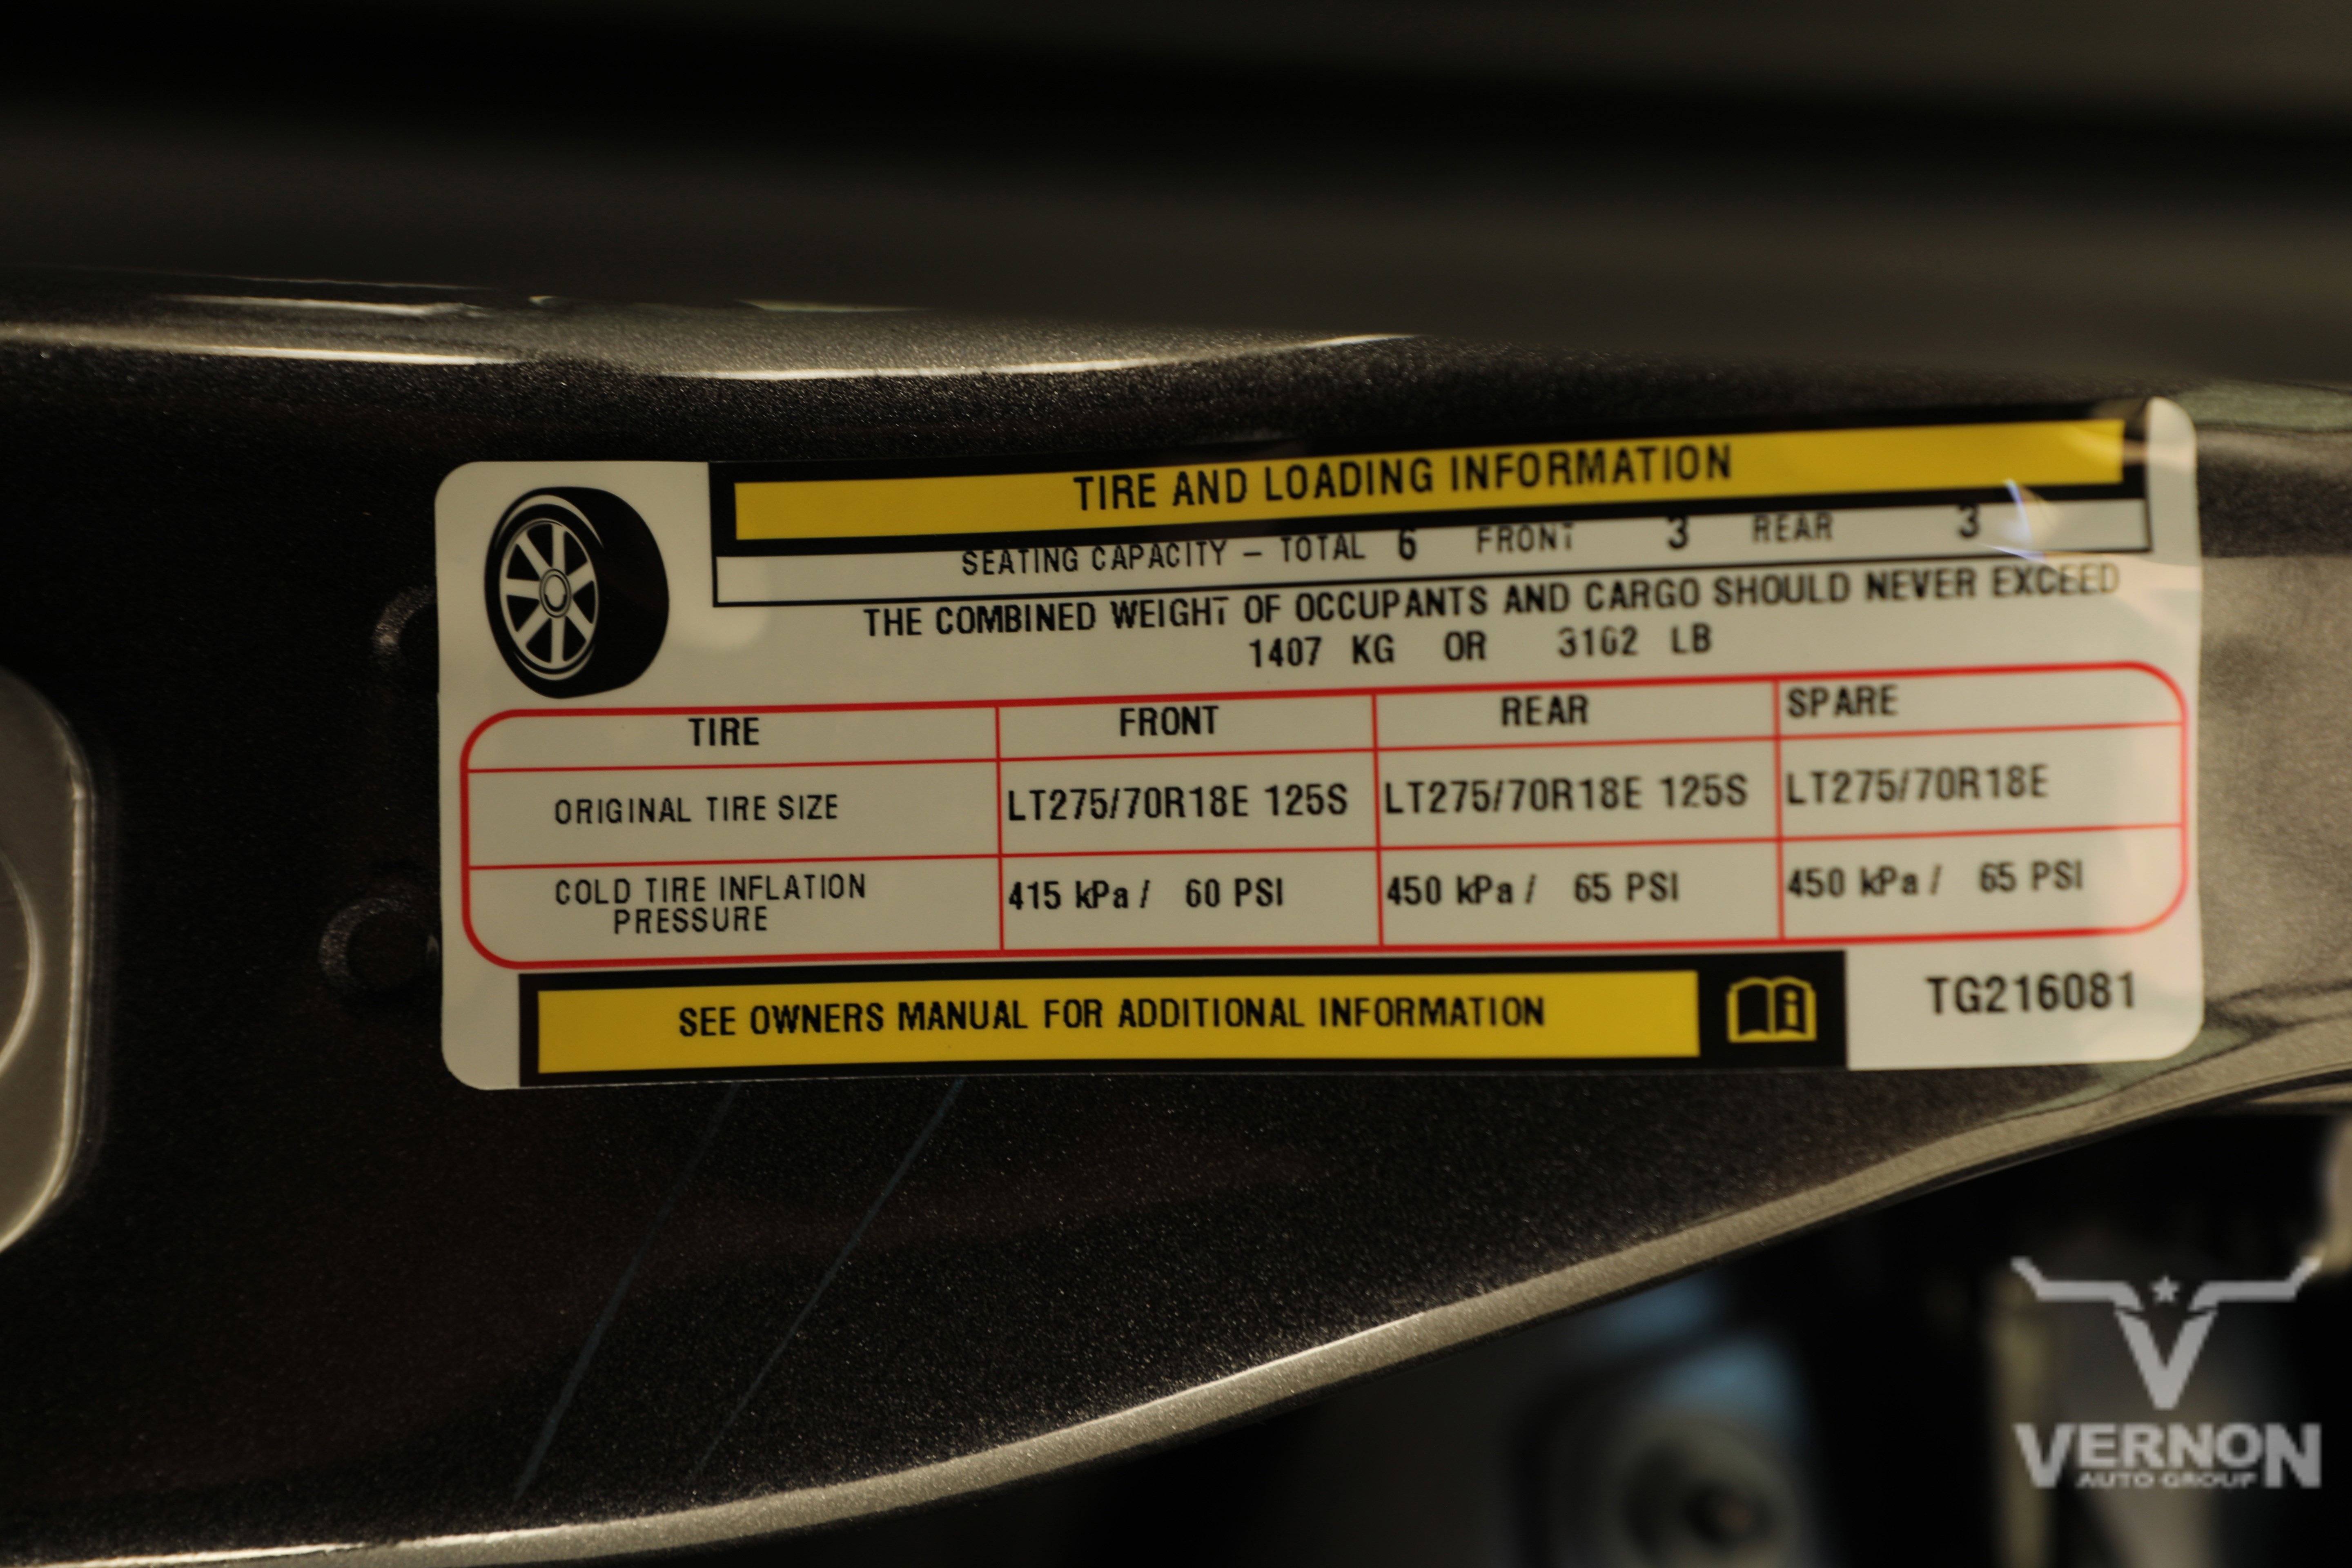 TIRE AND LOADING INFORMATION
SEATING CAPACITY – TOTAL 6 FRONT 3 REAR 3
THE COMBINED WEIGHT OF OCCUPANTS AND CARGO SHOULD NEVER EXCEED
1407 KG OR 3102 LB
TIRE FRONT REAR SPARE
ORIGINAL TIRE SIZE LT275/70R18E 125S LT275/70R18E 125S LT275/70R18E
COLD TIRE INFLATION PRESSURE 415 kPa / 60 PSI 450 kPa / 65 PSI 450 kPa / 65 PSI
SEE OWNERS MANUAL FOR ADDITIONAL INFORMATION
TG216081
VERNON
AUTO GROUP